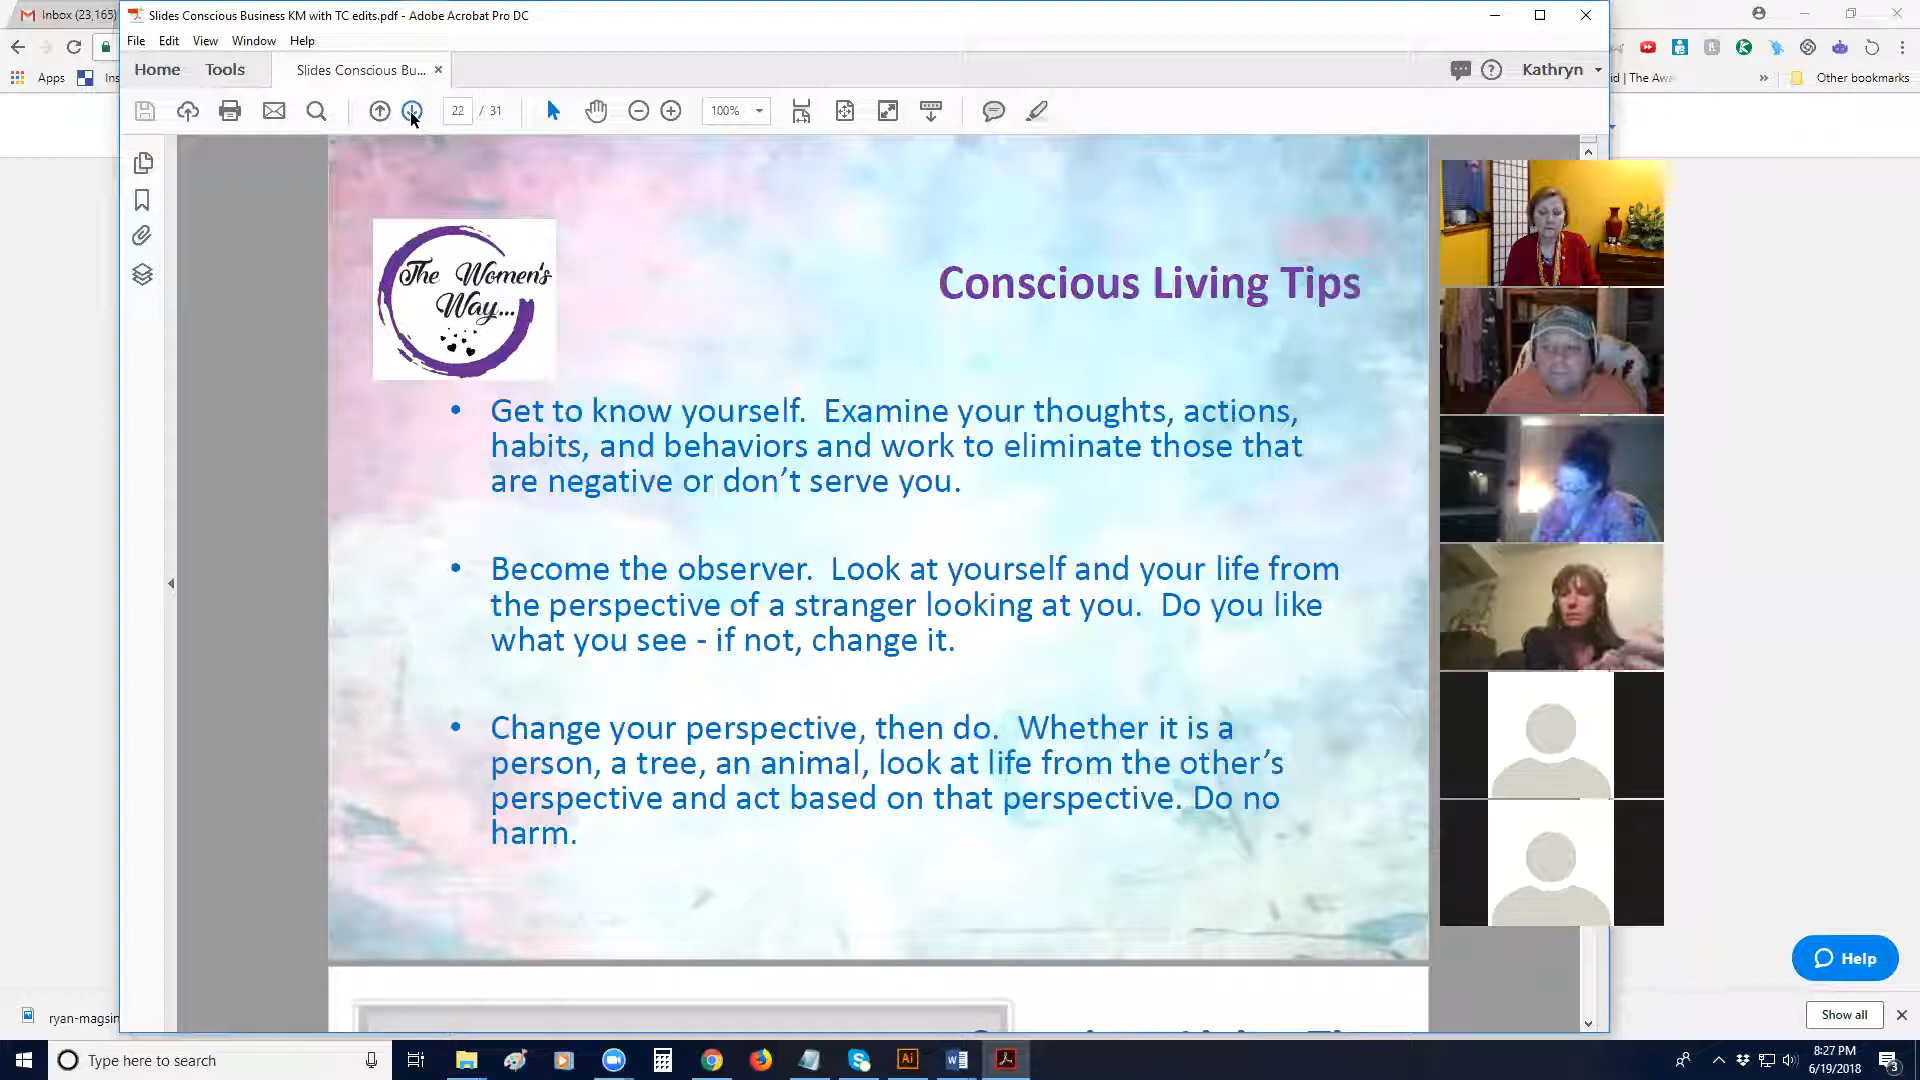 Inbox (23,165)
Slides Conscious Business KM with TC edits.pdf - Adobe Acrobat Pro DC
File Edit View Window Help
Home Tools Slides Conscious Bu...
Kathryn
22 / 31
100%
Apps
Other bookmarks
The Women's
Way...
Conscious Living Tips
• Get to know yourself. Examine your thoughts, actions,
habits, and behaviors and work to eliminate those that
are negative or don't serve you.
• Become the observer. Look at yourself and your life from
the perspective of a stranger looking at you. Do you like
what you see - if not, change it.
• Change your perspective, then do. Whether it is a
person, a tree, an animal, look at life from the other's
perspective and act based on that perspective. Do no
harm.
Help
ryan-magsin
Show all
Type here to search
8:27 PM
6/19/2018
3